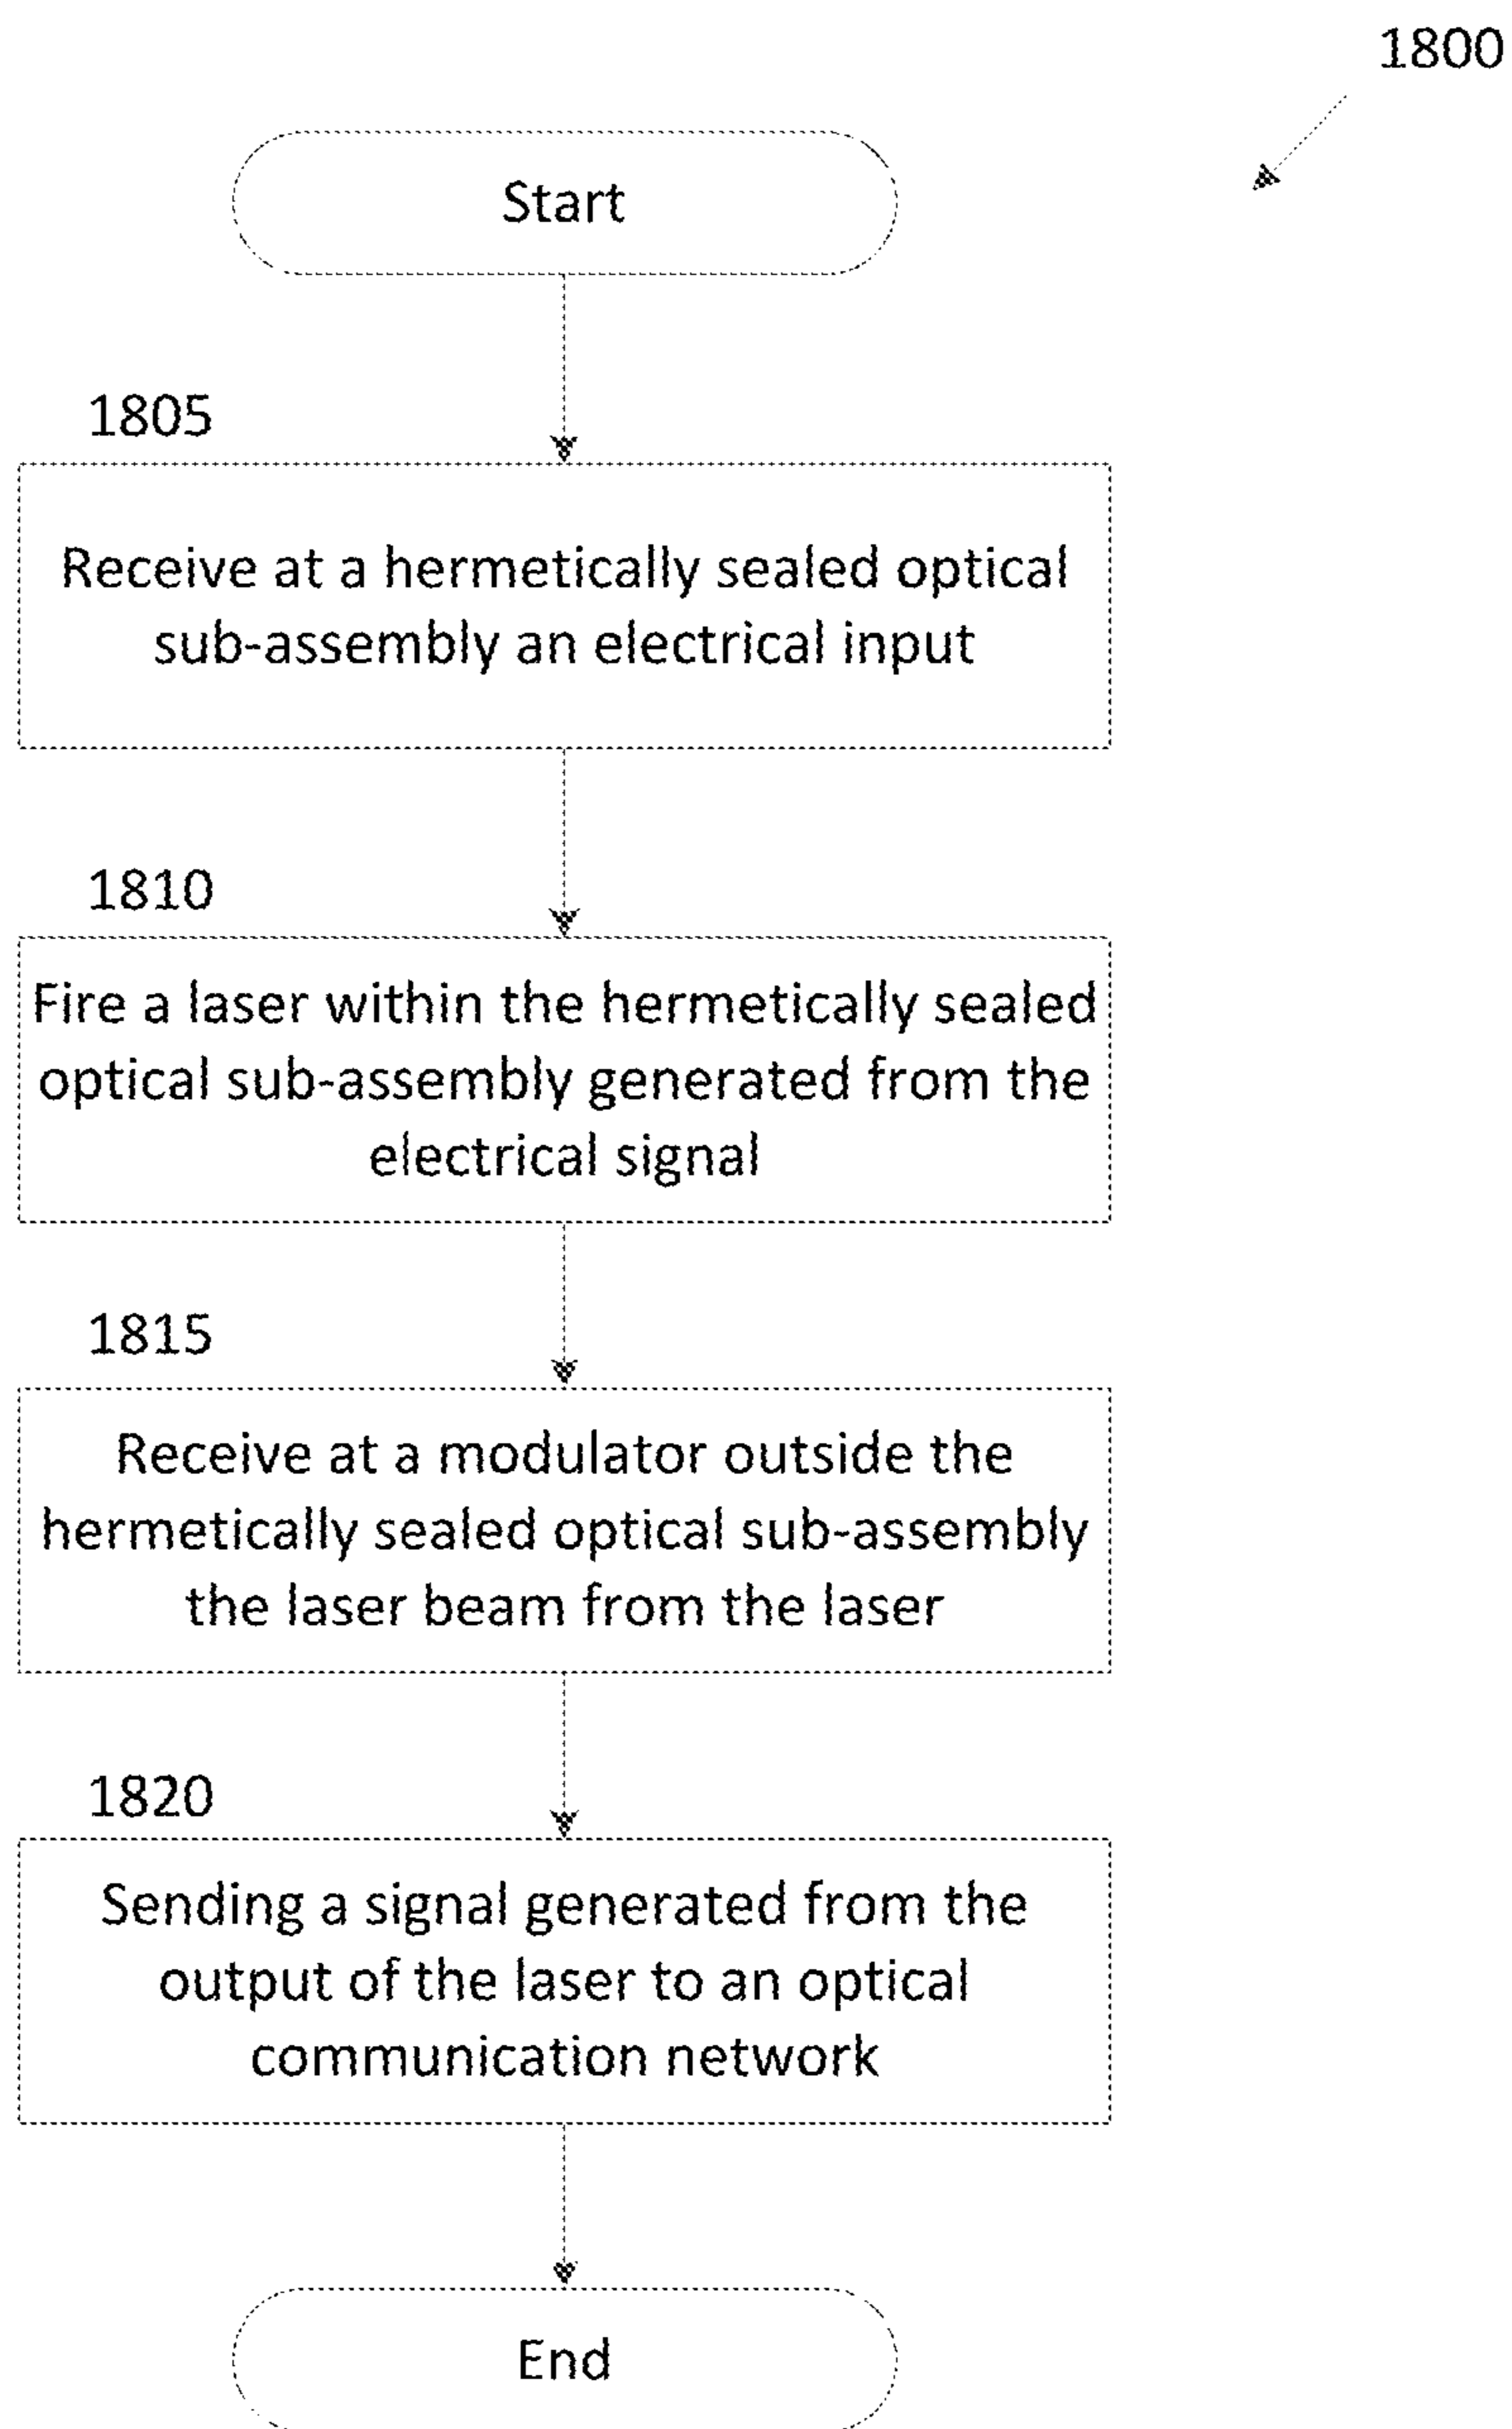 1800
Start
1805
Receive at a hermetically sealed optical
sub-assembly an electrical input
1810
Fire a laser within the hermetically sealed
optical sub-assembly generated from the
electrical signal
1815
Receive at a modulator outside the
hermetically sealed optical sub-assembly
the laser beam from the laser
1820
Sending a signal generated from the
output of the laser to an optical
communication network
End